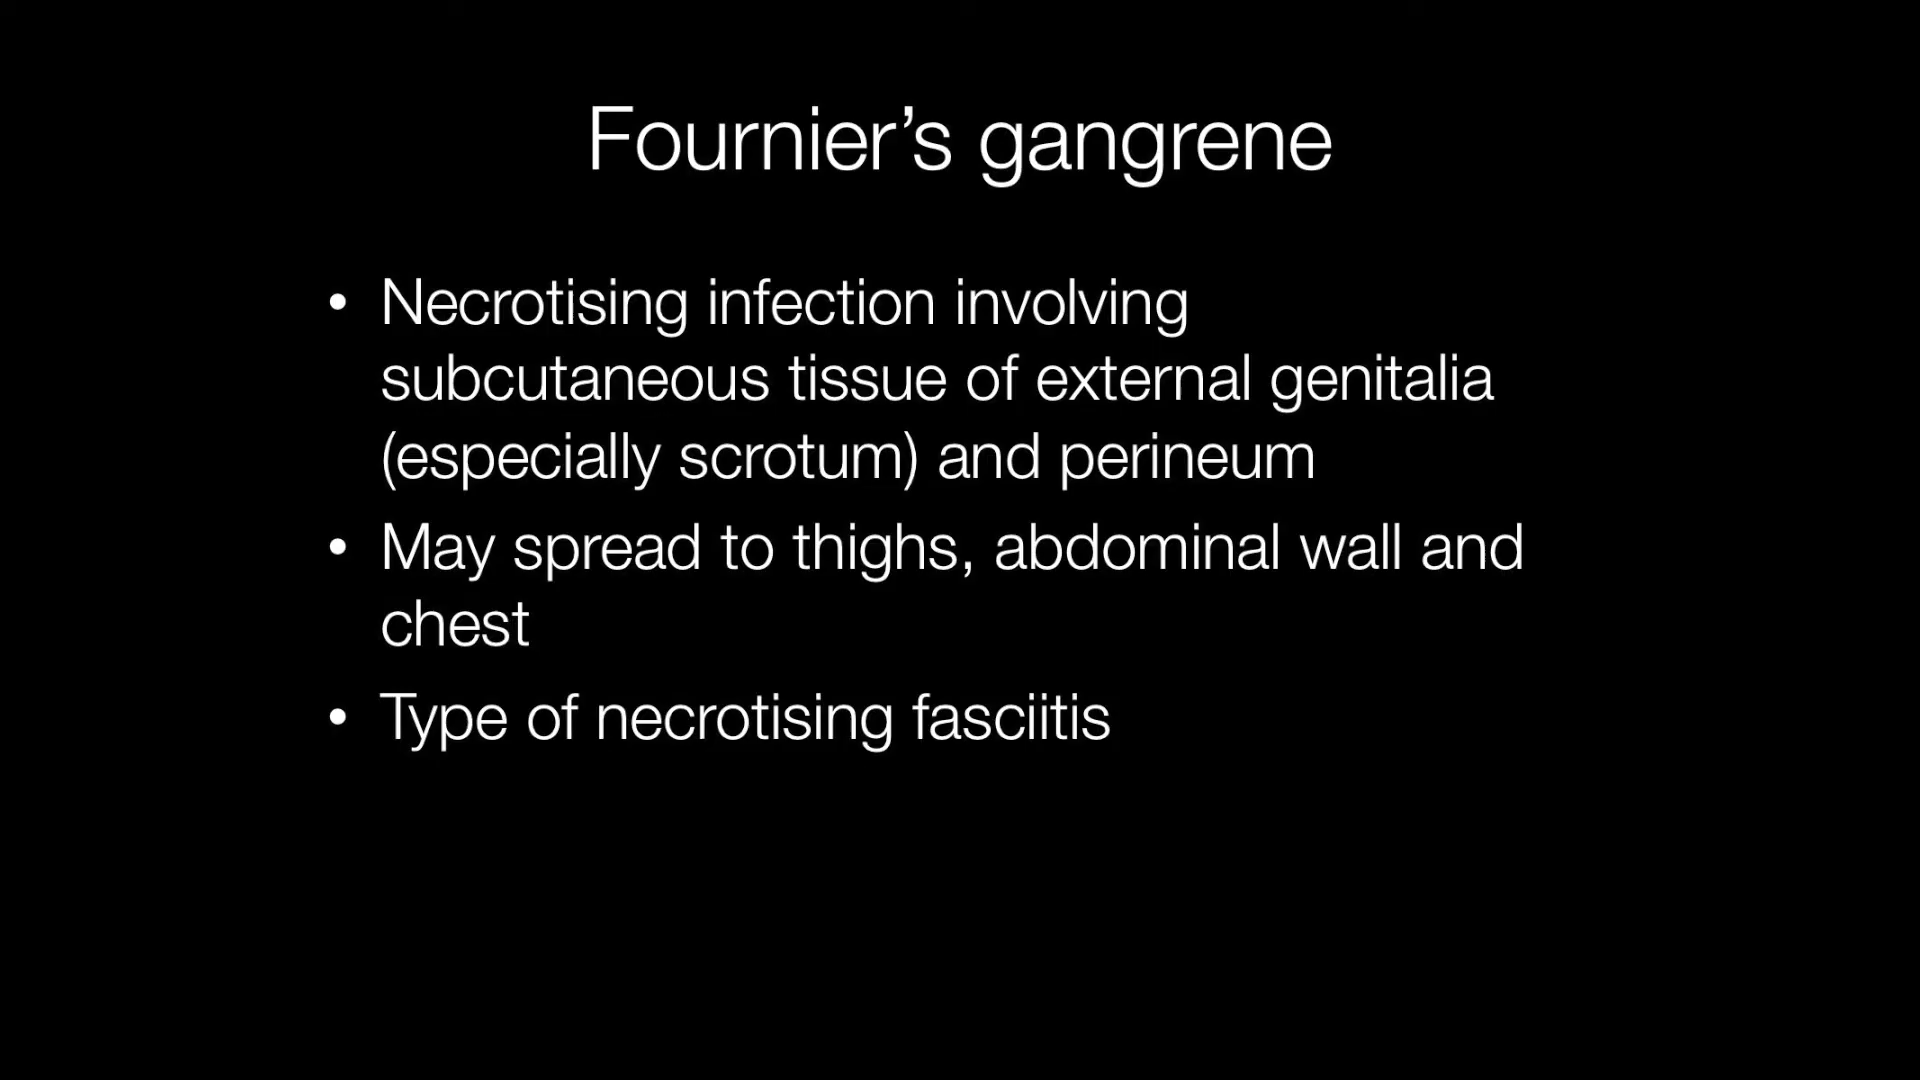 Fournier’s gangrene
• Necrotising infection involving
subcutaneous tissue of external genitalia
(especially scrotum) and perineum
• May spread to thighs, abdominal wall and
chest
• Type of necrotising fasciitis